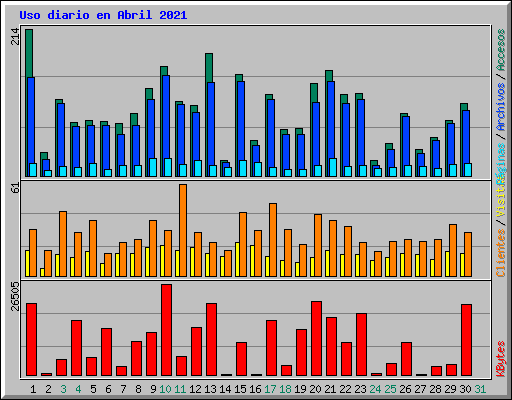 Uso diario en Abril 2021
214
61
26505
Accesos / Archivos / Páginas
Clientes / Visitas
KBytes
1 2 3 4 5 6 7 8 9 10 11 12 13 14 15 16 17 18 19 20 21 22 23 24 25 26 27 28 29 30 31